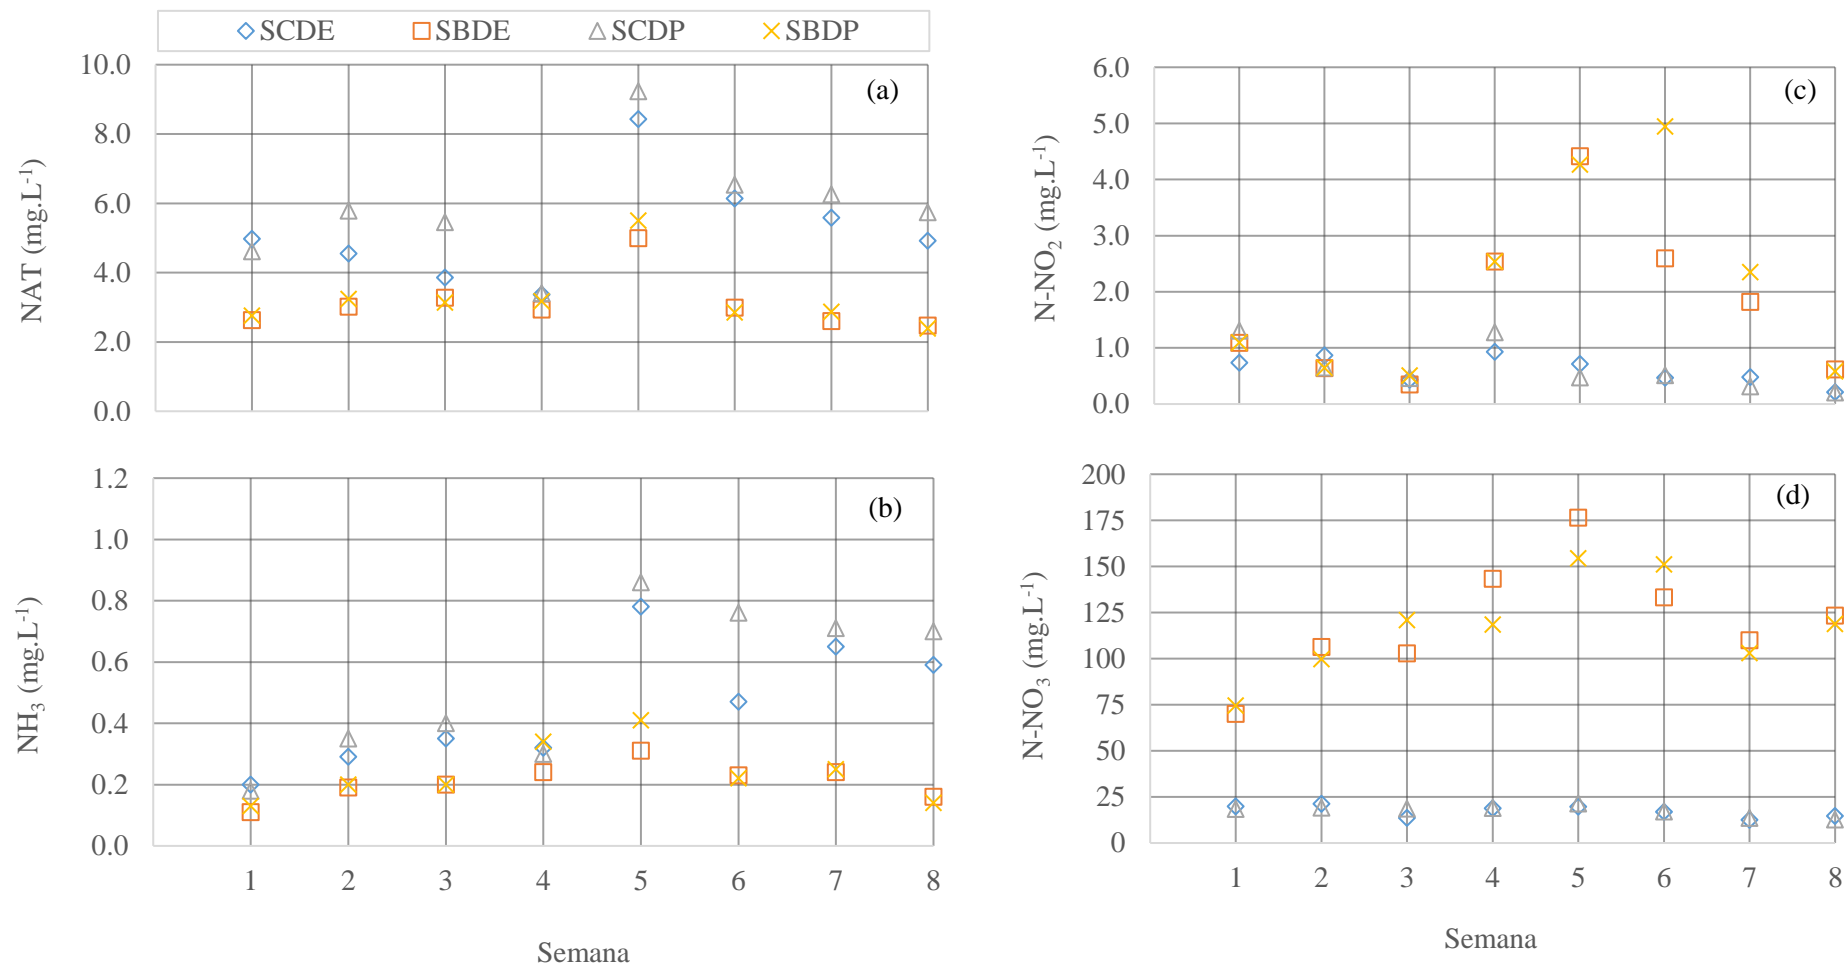 SCDE SBDE SCDP SBDP
(a)
NAT (mg.L-1)
10.0
8.0
6.0
4.0
2.0
0.0
(b)
NH3 (mg.L-1)
1.2
1.0
0.8
0.6
0.4
0.2
0.0
1 2 3 4 5 6 7 8
Semana
(c)
N-NO2 (mg.L-1)
6.0
5.0
4.0
3.0
2.0
1.0
0.0
(d)
N-NO3 (mg.L-1)
200
175
150
125
100
75
50
25
0
1 2 3 4 5 6 7 8
Semana